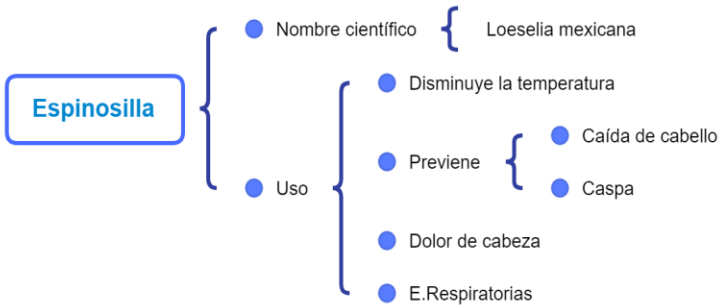 Espinosilla
Nombre científico
Loeselia mexicana
Uso
Disminuye la temperatura
Previene
Caída de cabello
Caspa
Dolor de cabeza
E.Respiratorias